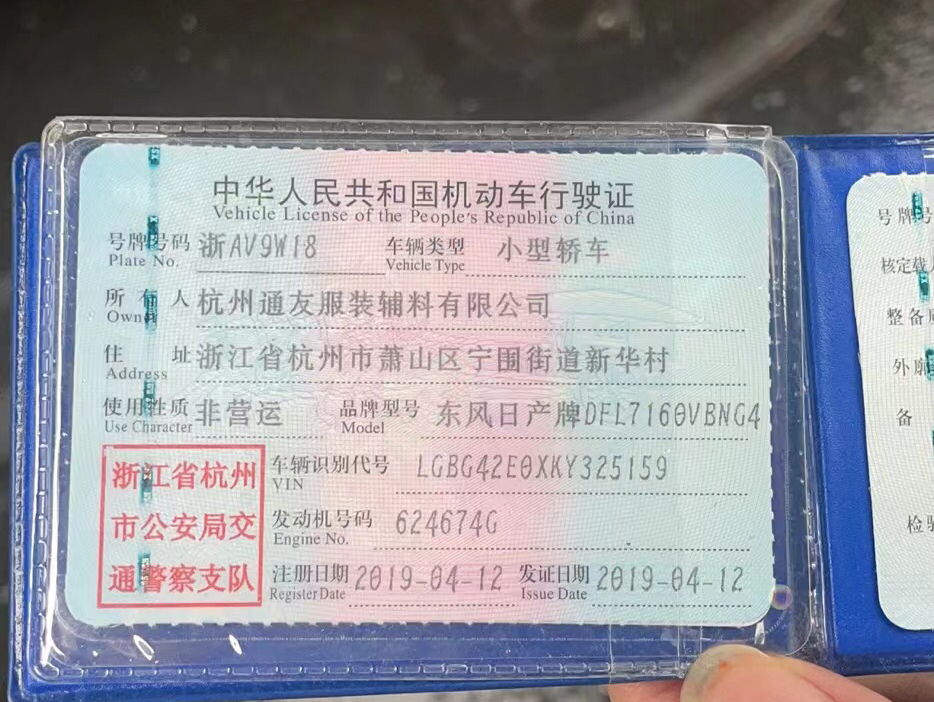 中华人民共和国机动车行驶证
Vehicle License of the People's Republic of China
号牌号码 浙AV9W18 车辆类型 小型轿车
Plate No. Vehicle Type
所有人 杭州通友服装辅料有限公司
Owner
住址 浙江省杭州市萧山区宁围街道新华村
Address
使用性质 非营运 品牌型号 东风日产牌DFL7160VBNG4
Use Character Model
浙江省杭州
市公安局交
通警察支队
车辆识别代号 LGBG42E0XKY325159
VIN
发动机号码 624674G
Engine No.
注册日期 2019-04-12 发证日期 2019-04-12
Register Date Issue Date
号牌号
核定载人
整备质
外廓
备
检验